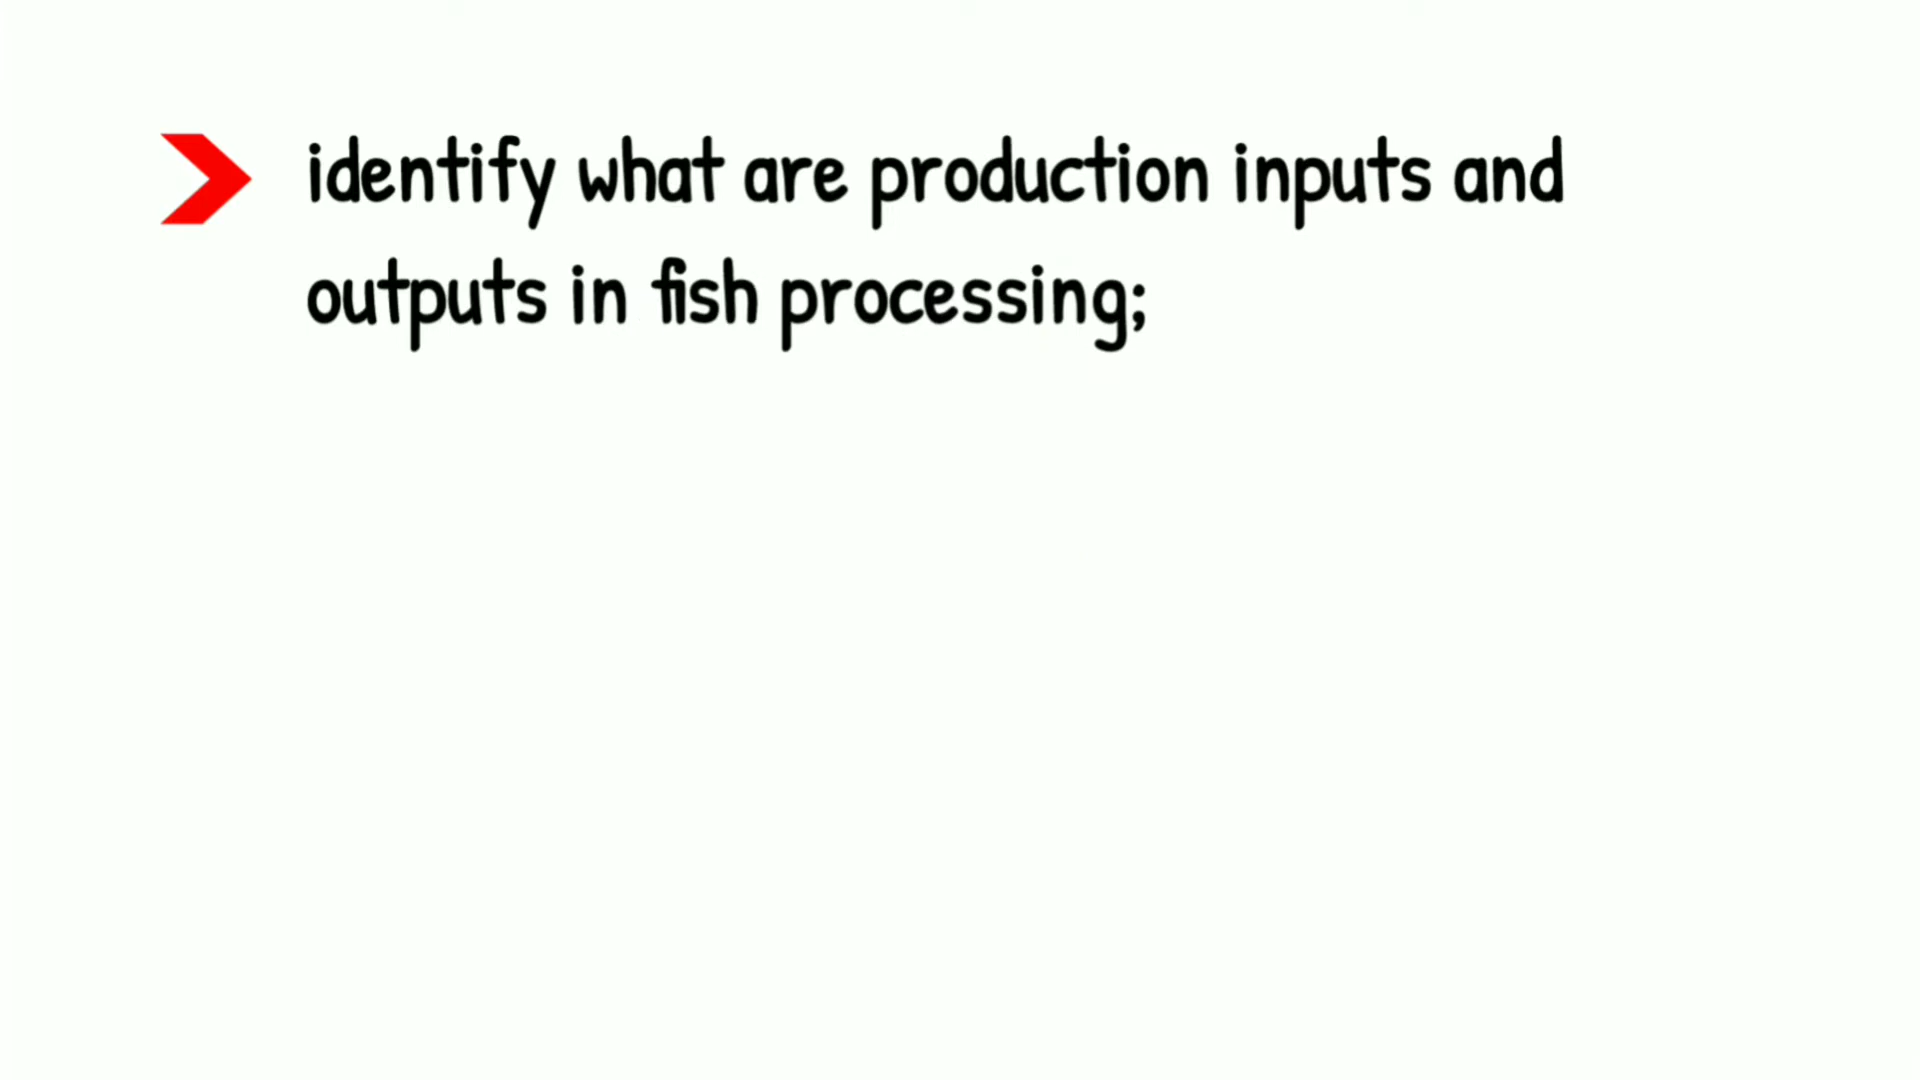 identify what are production inputs and
outputs in fish processing;